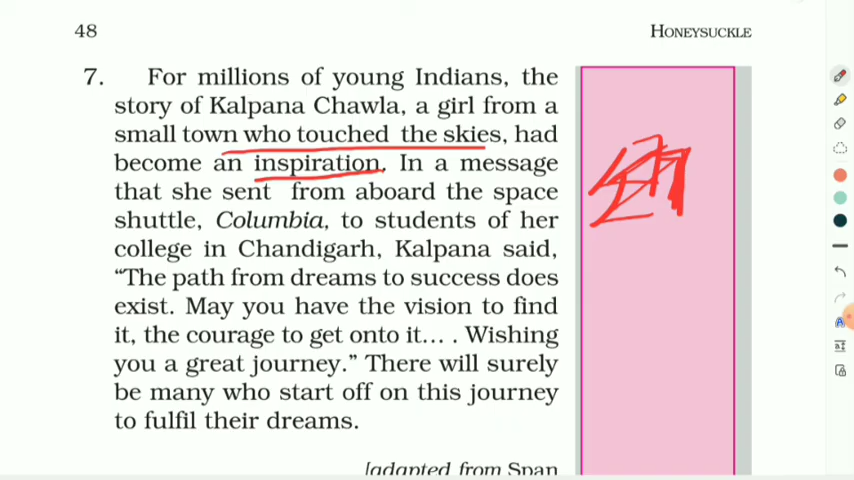 48
HONEYSUCKLE
7. For millions of young Indians, the
story of Kalpana Chawla, a girl from a
small town who touched the skies, had
become an inspiration. In a message
that she sent from aboard the space
shuttle, Columbia, to students of her
college in Chandigarh, Kalpana said,
“The path from dreams to success does
exist. May you have the vision to find
it, the courage to get onto it... . Wishing
you a great journey.” There will surely
be many who start off on this journey
to fulfil their dreams.
[adapted from Span